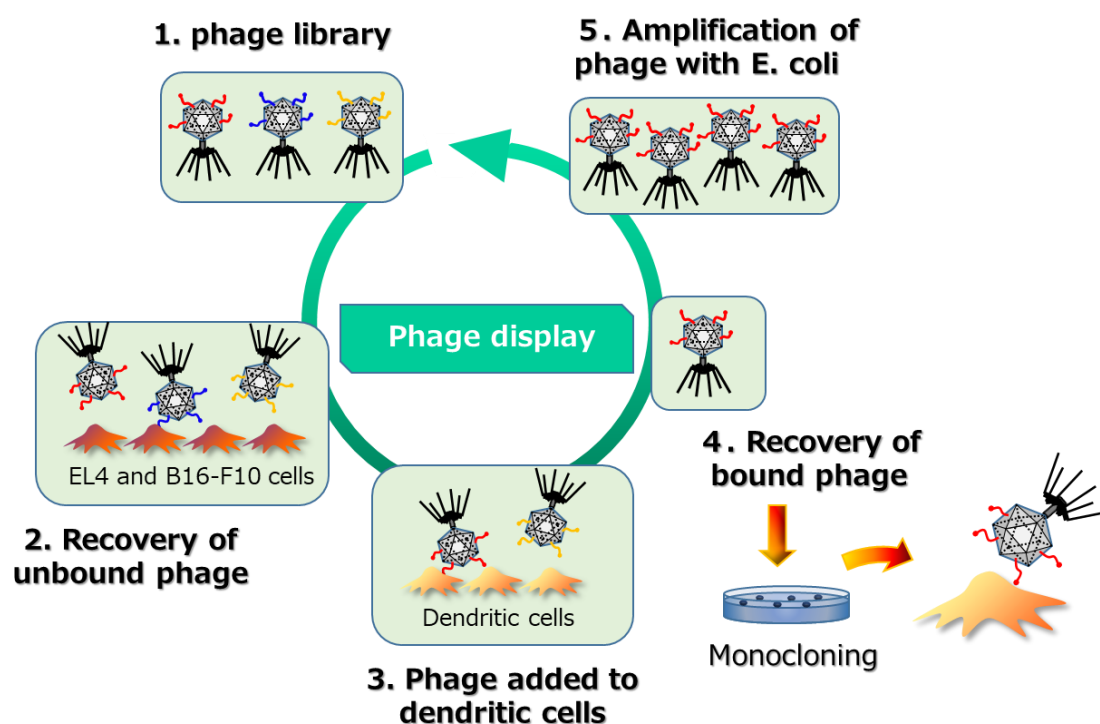 1. phage library
5. Amplification of
phage with E. coli
Phage display
EL4 and B16-F10 cells
2. Recovery of
unbound phage
Dendritic cells
3. Phage added to
dendritic cells
4. Recovery of
bound phage
Monocloning